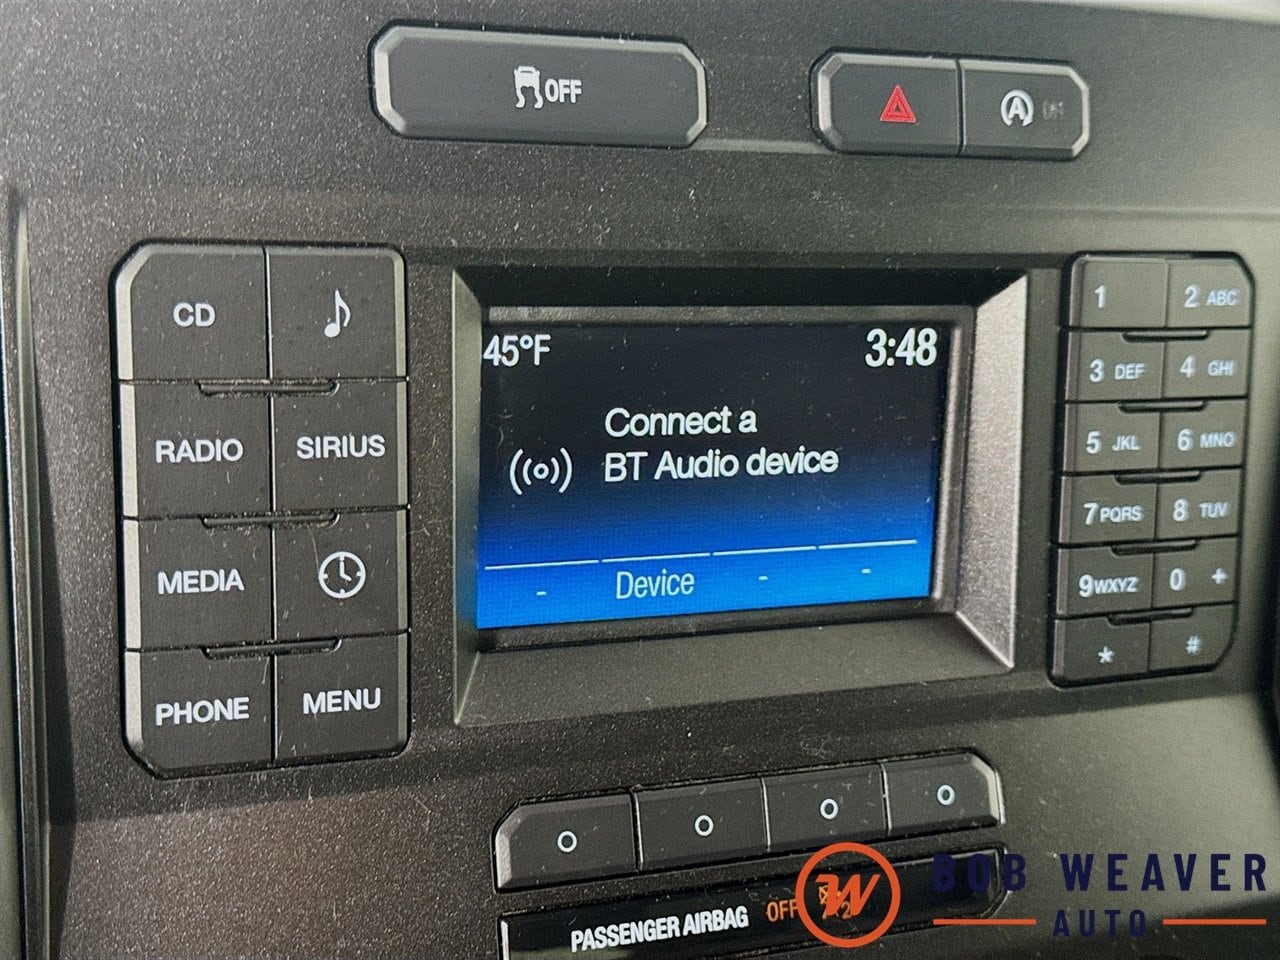 OFF
A OFF
CD
RADIO SIRIUS
MEDIA
PHONE MENU
45°F 3:48
Connect a
BT Audio device
- Device - -
1 2 ABC
3 DEF 4 GHI
5 JKL 6 MNO
7 PQRS 8 TUV
9 WXYZ 0 +
* #
PASSENGER AIRBAG OFF
W
BOB WEAVER
AUTO